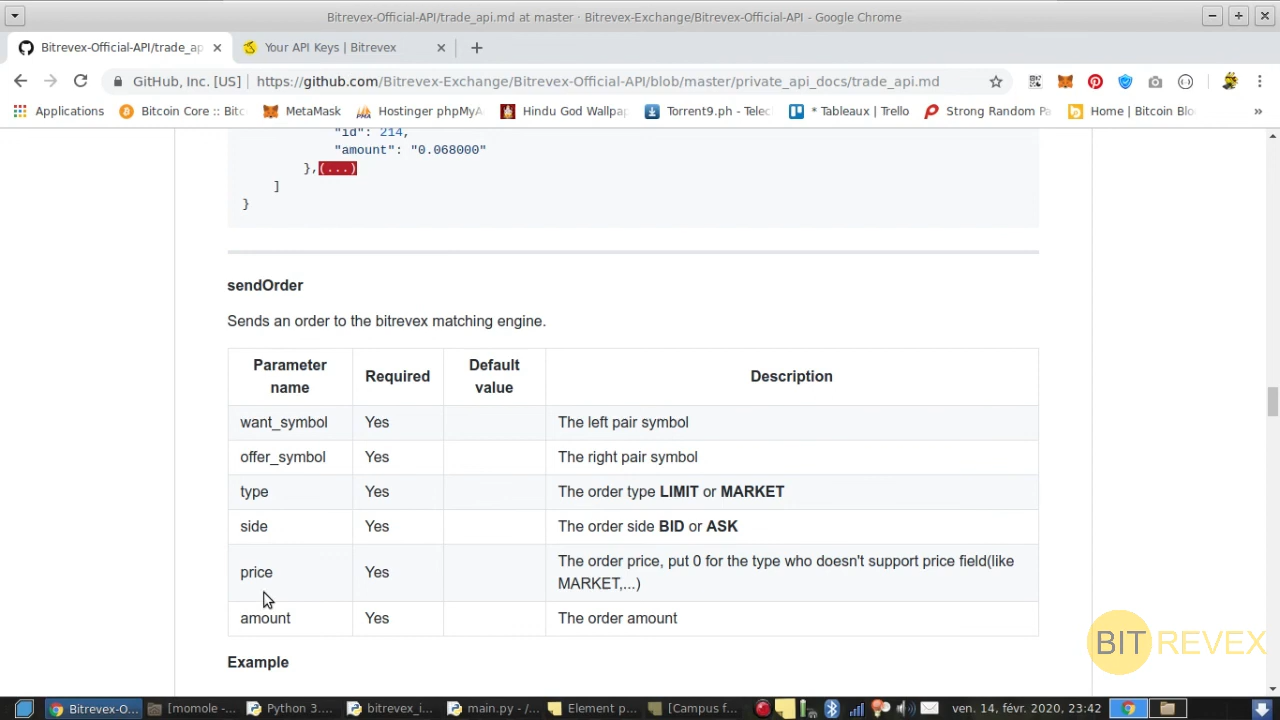 Bitrevex-Official-API/trade_api.md at master · Bitrevex-Exchange/Bitrevex-Official-API - Google Chrome
Bitrevex-Official-API/trade_ap
Your API Keys | Bitrevex
GitHub, Inc. [US]
https://github.com/Bitrevex-Exchange/Bitrevex-Official-API/blob/master/private_api_docs/trade_api.md
Applications
Bitcoin Core :: Bitc
MetaMask
Hostinger phpMyA
Hindu God Wallpap
Torrent9.ph - Telec
* Tableaux | Trello
Strong Random Pa
Home | Bitcoin Blo
»
"id": 214,
"amount": "0.068000"
},(...)
]
}
sendOrder
Sends an order to the bitrevex matching engine.
Parameter name
Required
Default value
Description
want_symbol Yes The left pair symbol
offer_symbol Yes The right pair symbol
type Yes The order type LIMIT or MARKET
side Yes The order side BID or ASK
price Yes The order price, put 0 for the type who doesn't support price field(like
MARKET,...)
amount Yes The order amount
Example
BITREVEX
Bitrevex-O...
[momole -...
Python 3....
bitrevex_i...
main.py - /...
Element p...
[Campus f...
ven. 14, févr. 2020, 23:42